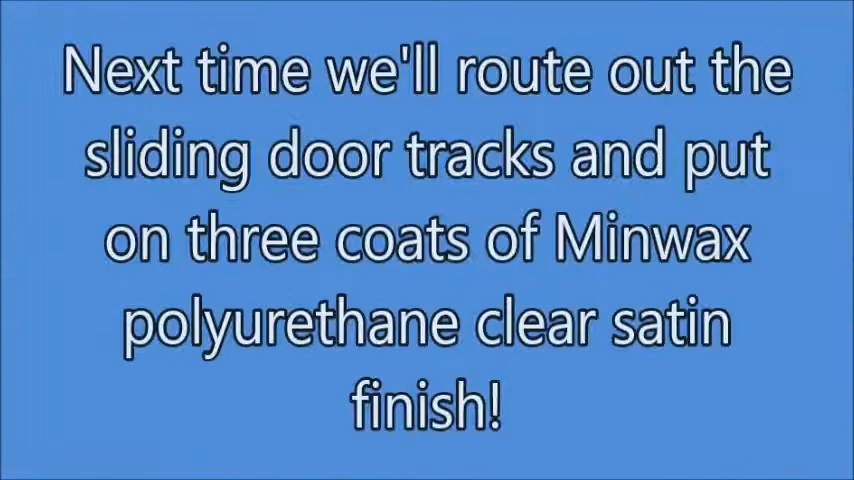 Next time we'll route out the
sliding door tracks and put
on three coats of Minwax
polyurethane clear satin
finish!